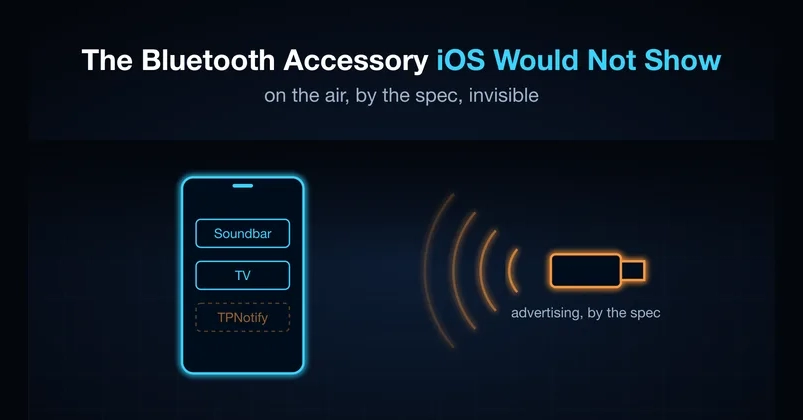 The Bluetooth Accessory iOS Would Not Show
on the air, by the spec, invisible
Soundbar
TV
TPNotify
advertising, by the spec